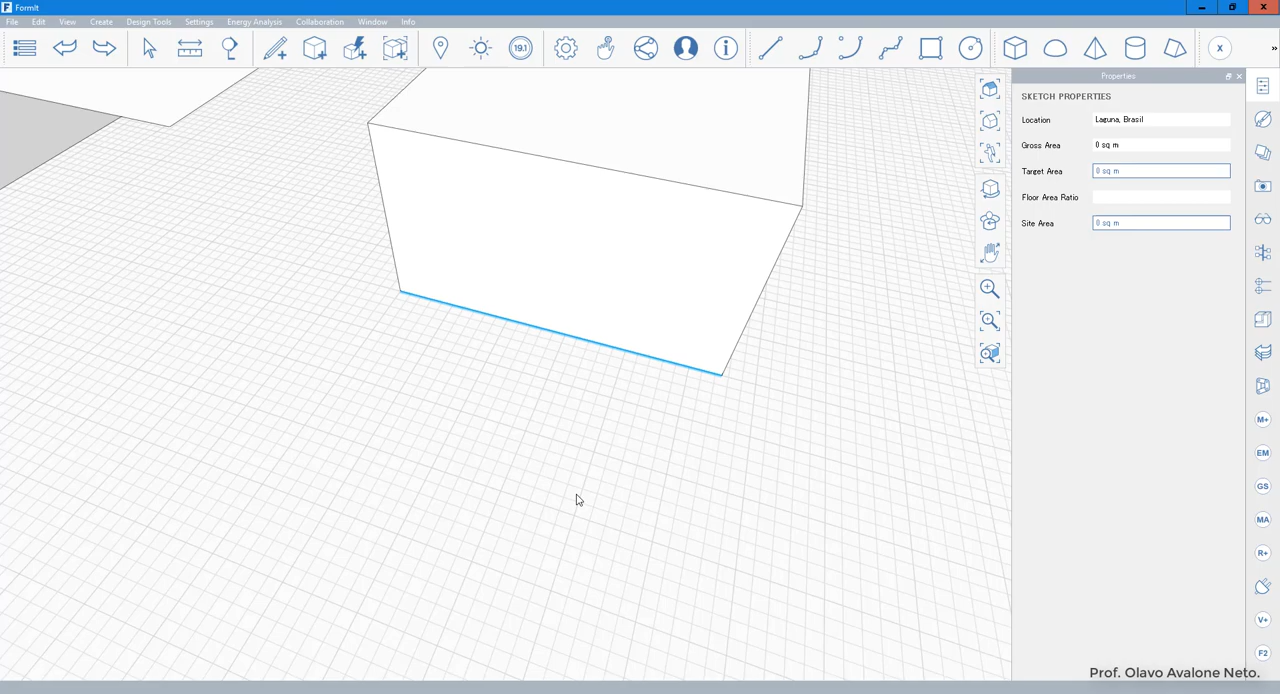 FormIt
File Edit View Create Design Tools Settings Energy Analysis Collaboration Window Info
19.1
X
»
Properties
SKETCH PROPERTIES
Location Laguna, Brasil
Gross Area 0 sq m
Target Area 0 sq m
Floor Area Ratio
Site Area 0 sq m
M+
EM
GS
MA
R+
V+
F2
Prof. Olavo Avalone Neto.